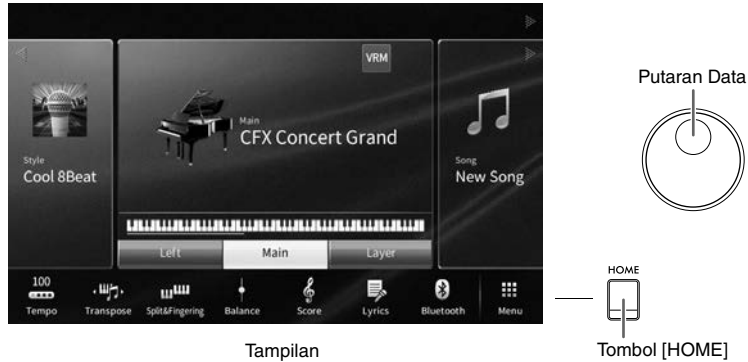 VRM
Main
CFX Concert Grand
Style
Cool 8Beat
Song
New Song
Left
Main
Layer
100
Tempo
Transpose
Split&Fingering
Balance
Score
Lyrics
Bluetooth
Menu
Tampilan
Putaran Data
HOME
Tombol [HOME]